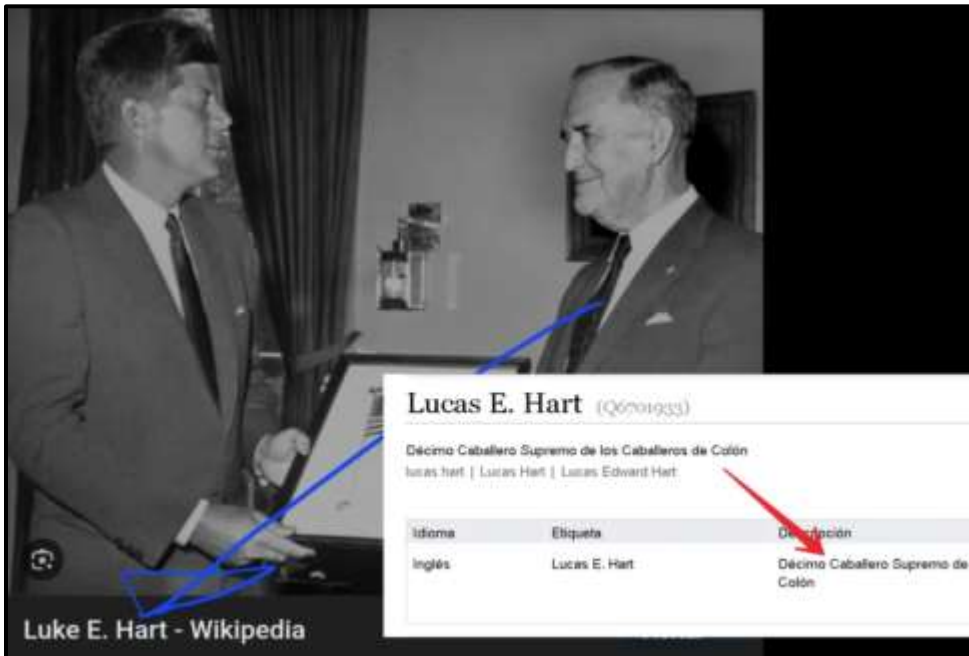 Lucas E. Hart (Q6701933)
Décimo Caballero Supremo de los Caballeros de Colón
lucas hart | Lucas Hart | Lucas Edward Hart
Idioma Etiqueta Descripción
Inglés Lucas E. Hart Décimo Caballero Supremo de
Colón
Luke E. Hart - Wikipedia